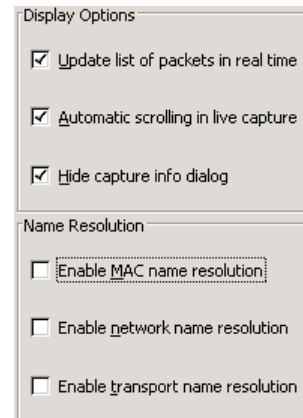 Display Options
Update list of packets in real time
Automatic scrolling in live capture
Hide capture info dialog
Name Resolution
Enable MAC name resolution
Enable network name resolution
Enable transport name resolution